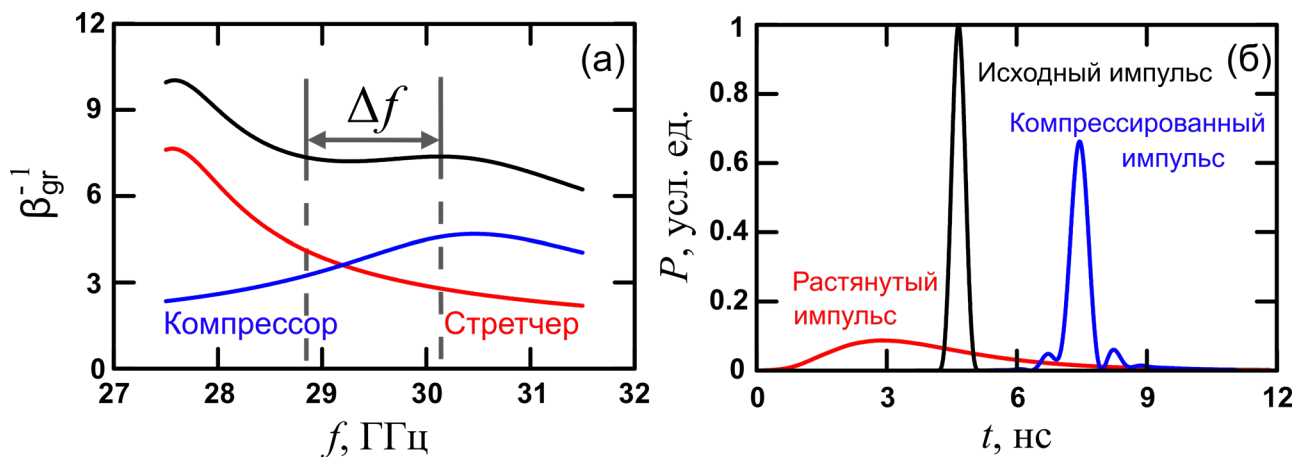 12
9
6
3
0
β⁻¹gr
(а)
Δf
Компрессор
Стретчер
27
28
29
30
31
32
f, ГГц
1
0.8
0.6
0.4
0.2
0
P, усл. ед.
(б)
Исходный импульс
Компрессированный
импульс
Растянутый
импульс
0
3
6
9
12
t, нс